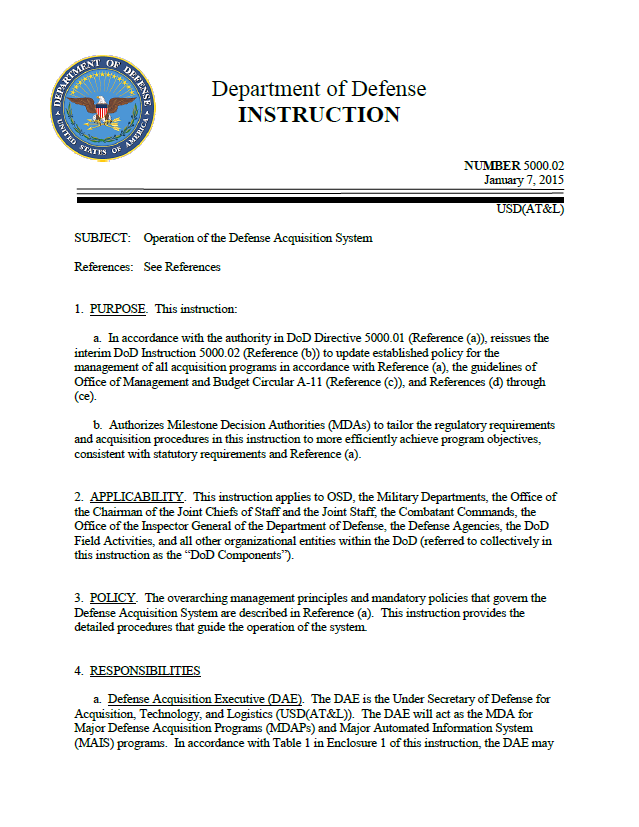 DEPARTMENT OF DEFENSE
UNITED STATES OF AMERICA
Department of Defense
INSTRUCTION
NUMBER 5000.02
January 7, 2015
USD(AT&L)
SUBJECT: Operation of the Defense Acquisition System
References: See References
1. PURPOSE. This instruction:
a. In accordance with the authority in DoD Directive 5000.01 (Reference (a)), reissues the
interim DoD Instruction 5000.02 (Reference (b)) to update established policy for the
management of all acquisition programs in accordance with Reference (a), the guidelines of
Office of Management and Budget Circular A-11 (Reference (c)), and References (d) through
(ce).
b. Authorizes Milestone Decision Authorities (MDAs) to tailor the regulatory requirements
and acquisition procedures in this instruction to more efficiently achieve program objectives,
consistent with statutory requirements and Reference (a).
2. APPLICABILITY. This instruction applies to OSD, the Military Departments, the Office of
the Chairman of the Joint Chiefs of Staff and the Joint Staff, the Combatant Commands, the
Office of the Inspector General of the Department of Defense, the Defense Agencies, the DoD
Field Activities, and all other organizational entities within the DoD (referred to collectively in
this instruction as the “DoD Components”).
3. POLICY. The overarching management principles and mandatory policies that govern the
Defense Acquisition System are described in Reference (a). This instruction provides the
detailed procedures that guide the operation of the system.
4. RESPONSIBILITIES
a. Defense Acquisition Executive (DAE). The DAE is the Under Secretary of Defense for
Acquisition, Technology, and Logistics (USD(AT&L)). The DAE will act as the MDA for
Major Defense Acquisition Programs (MDAPs) and Major Automated Information System
(MAIS) programs. In accordance with Table 1 in Enclosure 1 of this instruction, the DAE may